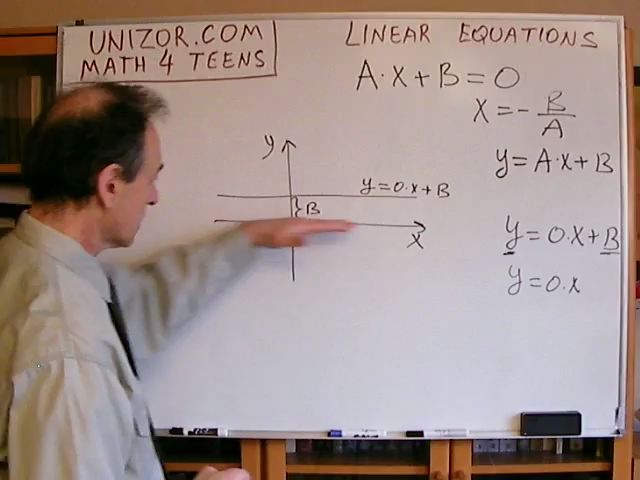 UNIZOR.COM
MATH 4 TEENS
LINEAR EQUATIONS
A·X+B=0
X=-B/A
y=A·X+B
y
y=0·X+B
B
X
y=0·X+B
y=0·X